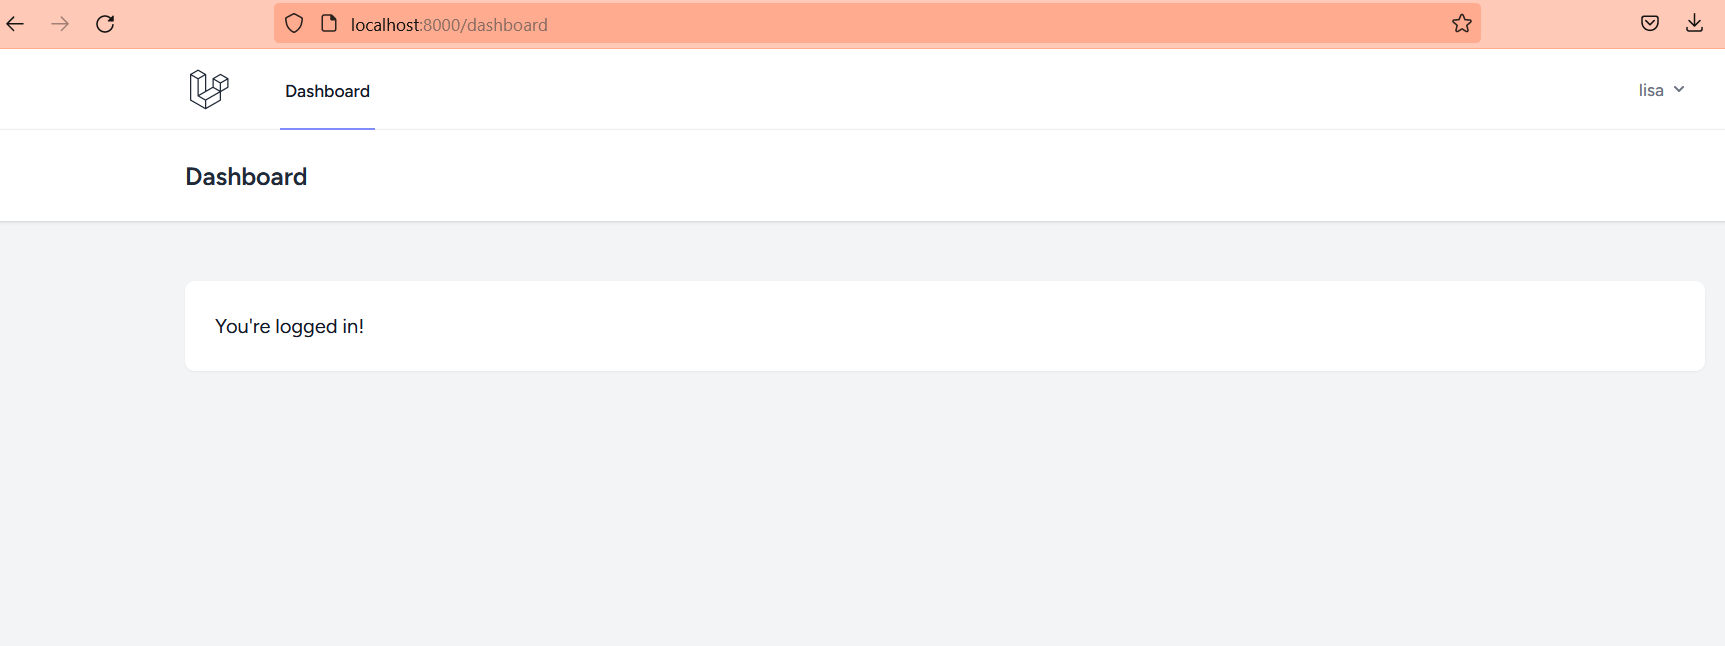 localhost:8000/dashboard
Dashboard
lisa
Dashboard
You're logged in!